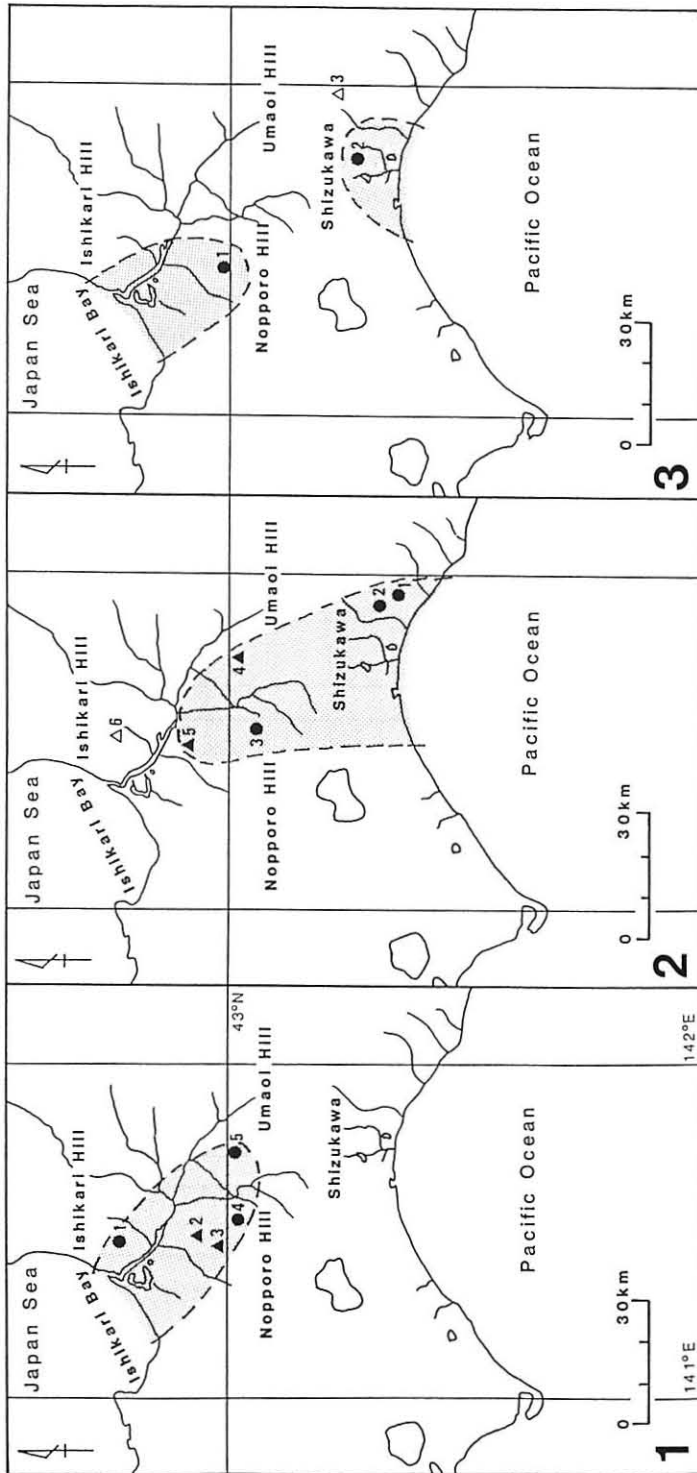 Japan Sea
Ishikari Bay
Ishikari Hill
1
2
3
4
5
43°N
Nopporo Hill
Umaoi Hill
Shizukawa
Pacific Ocean
0 30km
141°E
142°E
1
Japan Sea
Ishikari Bay
Ishikari Hill
6
5
4
3
Nopporo Hill
Umaoi Hill
Shizukawa
2
Pacific Ocean
0 30km
2
Japan Sea
Ishikari Bay
Ishikari Hill
1
Nopporo Hill
Umaoi Hill
Shizukawa
3
2
Pacific Ocean
0 30km
3